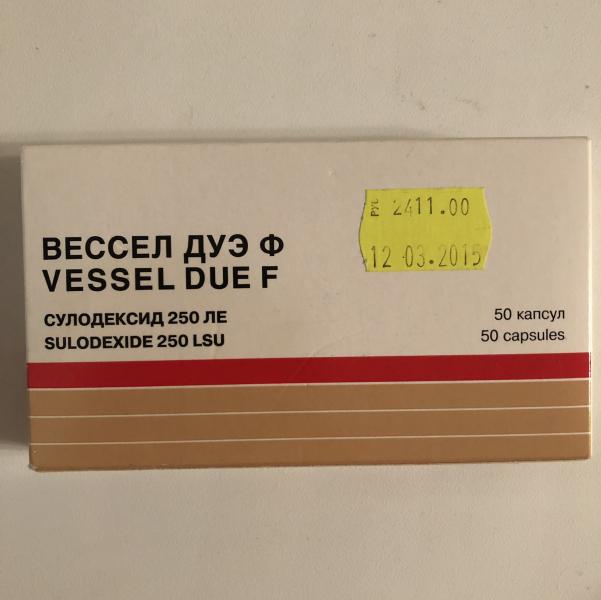 РУБ 2411.00
12 03.2015
ВЕССЕЛ ДУЭ Ф
VESSEL DUE F
СУЛОДЕКСИД 250 ЛЕ
SULODEXIDE 250 LSU
50 капсул
50 capsules